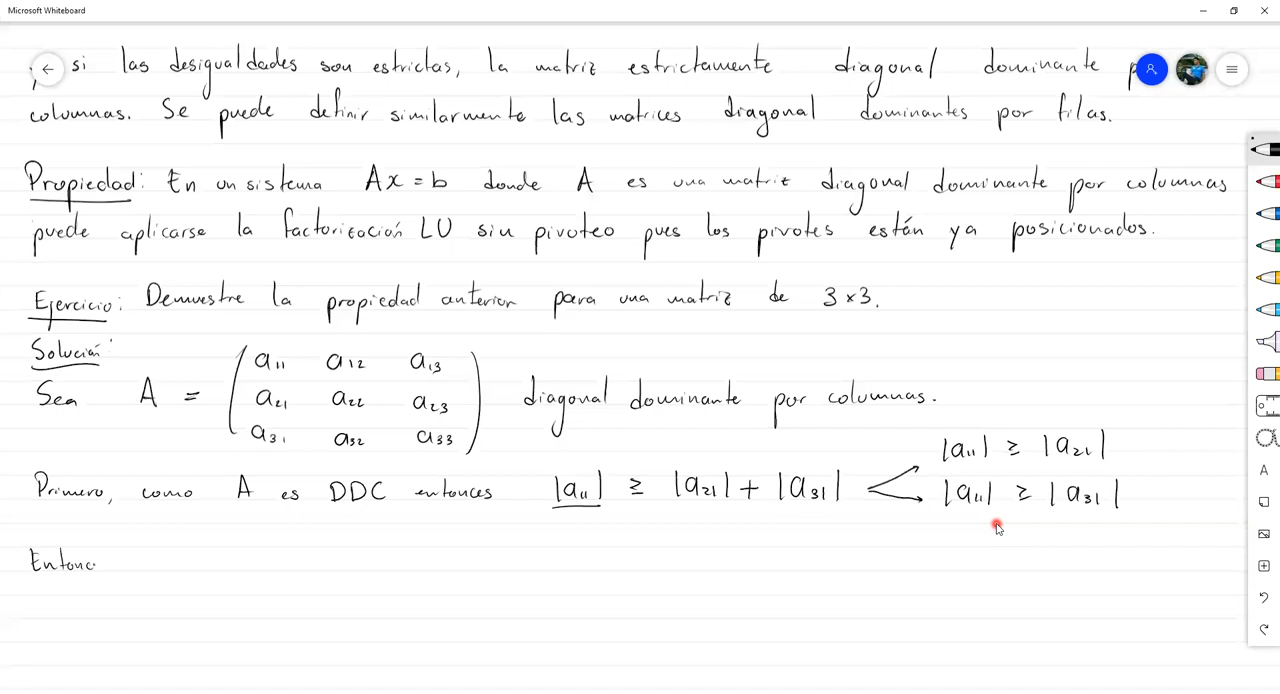 Microsoft Whiteboard
si las desigualdades son estrictas, la matriz estrictamente diagonal dominante
columnas. Se puede definir similarmente las matrices diagonal dominantes por filas.
Propiedad: En un sistema Ax = b donde A es una matriz diagonal dominante por columnas
puede aplicarse la factorización LU sin pivoteo pues los pivotes están ya posicionados.
Ejercicio: Demuestre la propiedad anterior para una matriz de 3x3.
Solución:
a11 a12 a13
Sea A = a21 a22 a23 diagonal dominante por columnas.
a31 a32 a33
|a11| ≥ |a21|
Primero, como A es DDC entonces |a11| ≥ |a21| + |a31| |a11| ≥ |a31|
Entonc